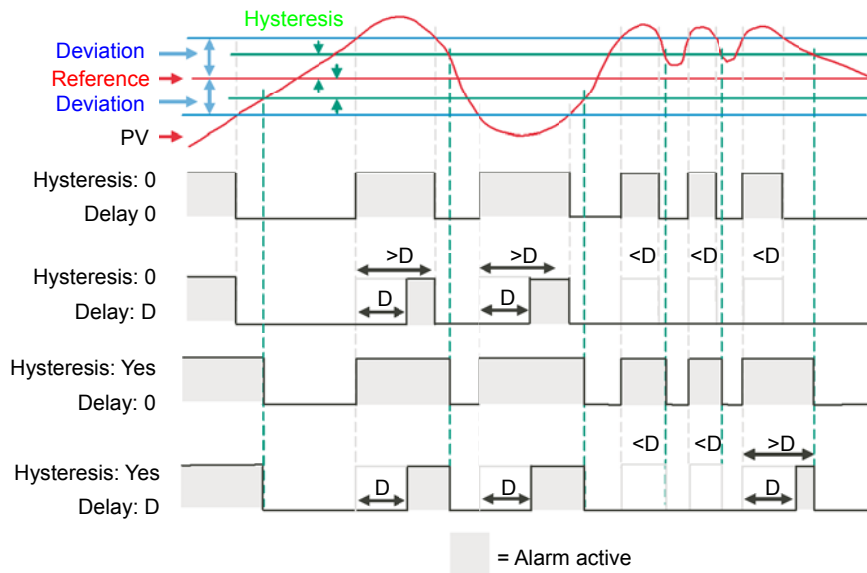 Hysteresis
Deviation
Reference
Deviation
PV
Hysteresis: 0
Delay 0
>D >D <D <D <D
Hysteresis: 0
Delay: D
D D
Hysteresis: Yes
Delay: 0
<D <D >D
Hysteresis: Yes
Delay: D
D D D
= Alarm active